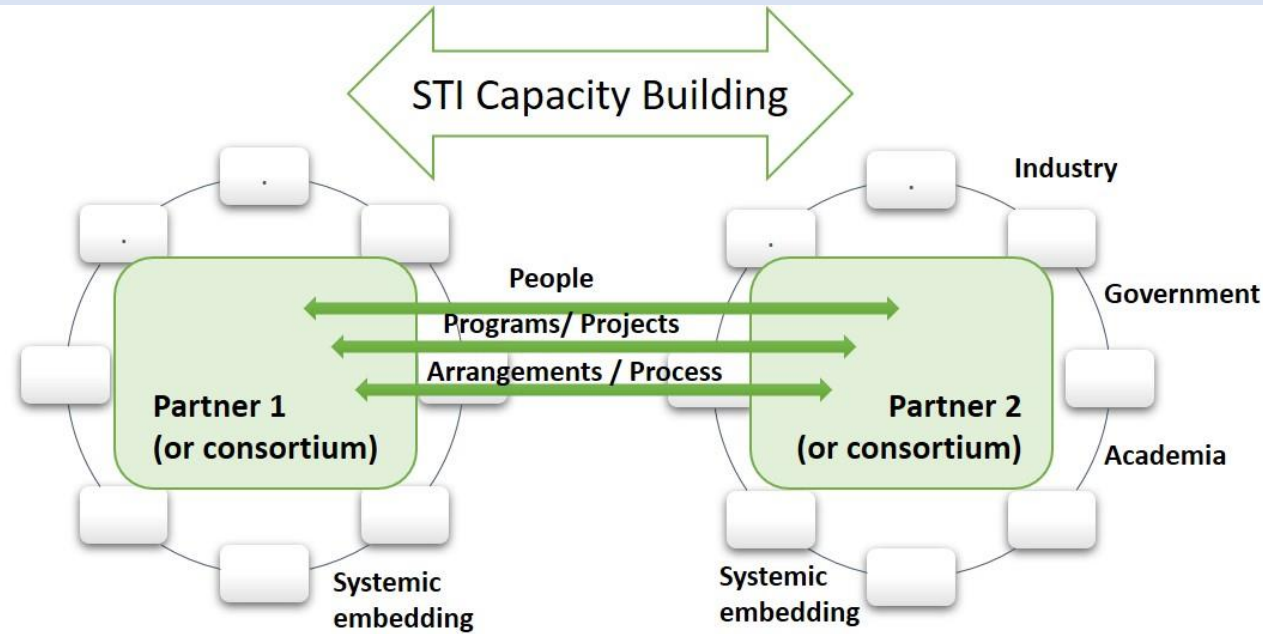 STI Capacity Building
.
.
.
.
Industry
Government
Academia
People
Programs/ Projects
Arrangements / Process
Partner 1
(or consortium)
Partner 2
(or consortium)
Systemic
embedding
Systemic
embedding